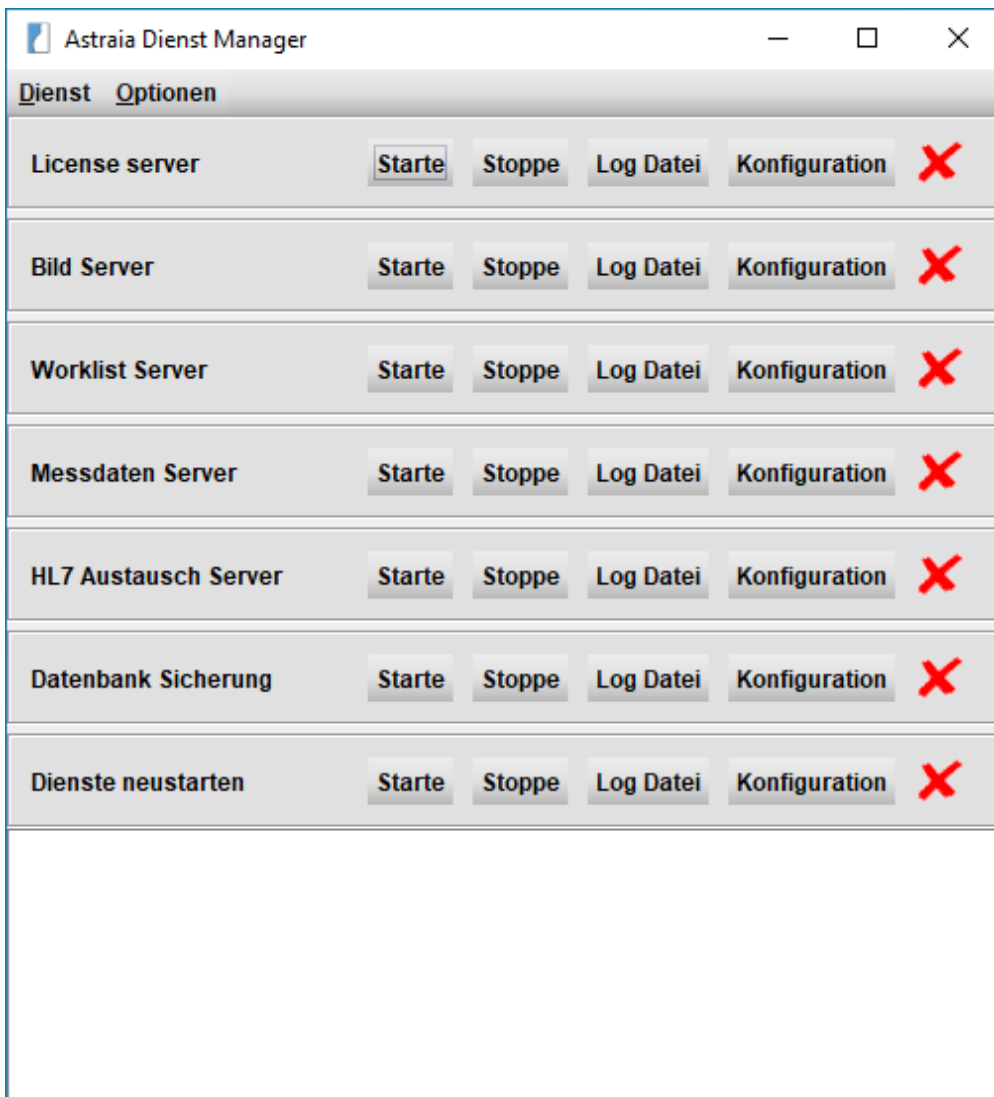 Astraia Dienst Manager
Dienst Optionen
License server Starte Stoppe Log Datei Konfiguration
Bild Server Starte Stoppe Log Datei Konfiguration
Worklist Server Starte Stoppe Log Datei Konfiguration
Messdaten Server Starte Stoppe Log Datei Konfiguration
HL7 Austausch Server Starte Stoppe Log Datei Konfiguration
Datenbank Sicherung Starte Stoppe Log Datei Konfiguration
Dienste neustarten Starte Stoppe Log Datei Konfiguration